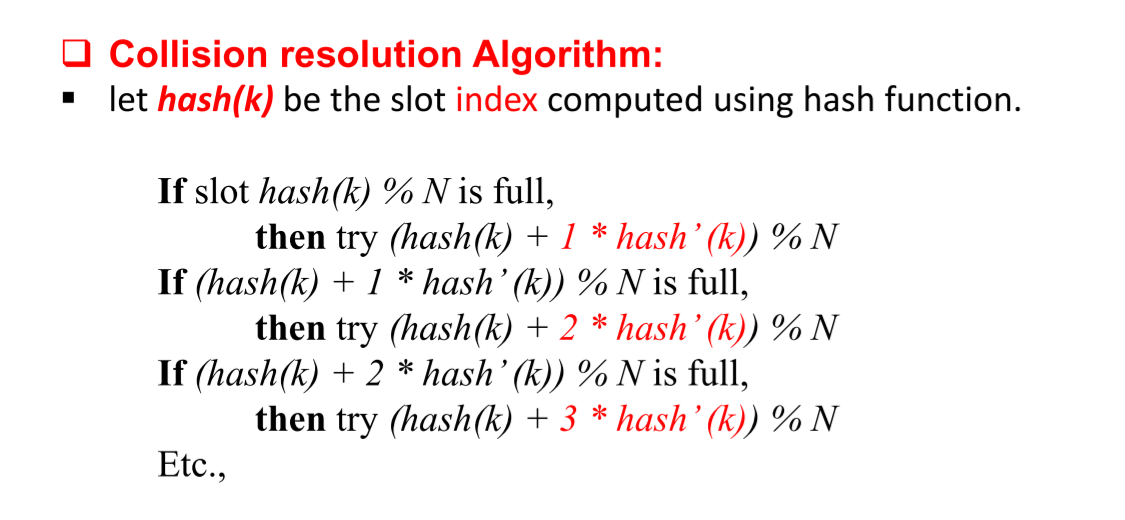 ❑ Collision resolution Algorithm:
▪ let hash(k) be the slot index computed using hash function.
If slot hash(k) % N is full,
then try (hash(k) + 1 * hash’(k)) % N
If (hash(k) + 1 * hash’(k)) % N is full,
then try (hash(k) + 2 * hash’(k)) % N
If (hash(k) + 2 * hash’(k)) % N is full,
then try (hash(k) + 3 * hash’(k)) % N
Etc.,